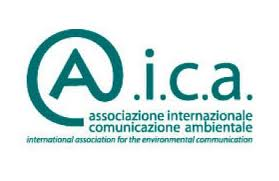 A.i.c.a.
associazione internazionale
comunicazione ambientale
international association for the environmental communication